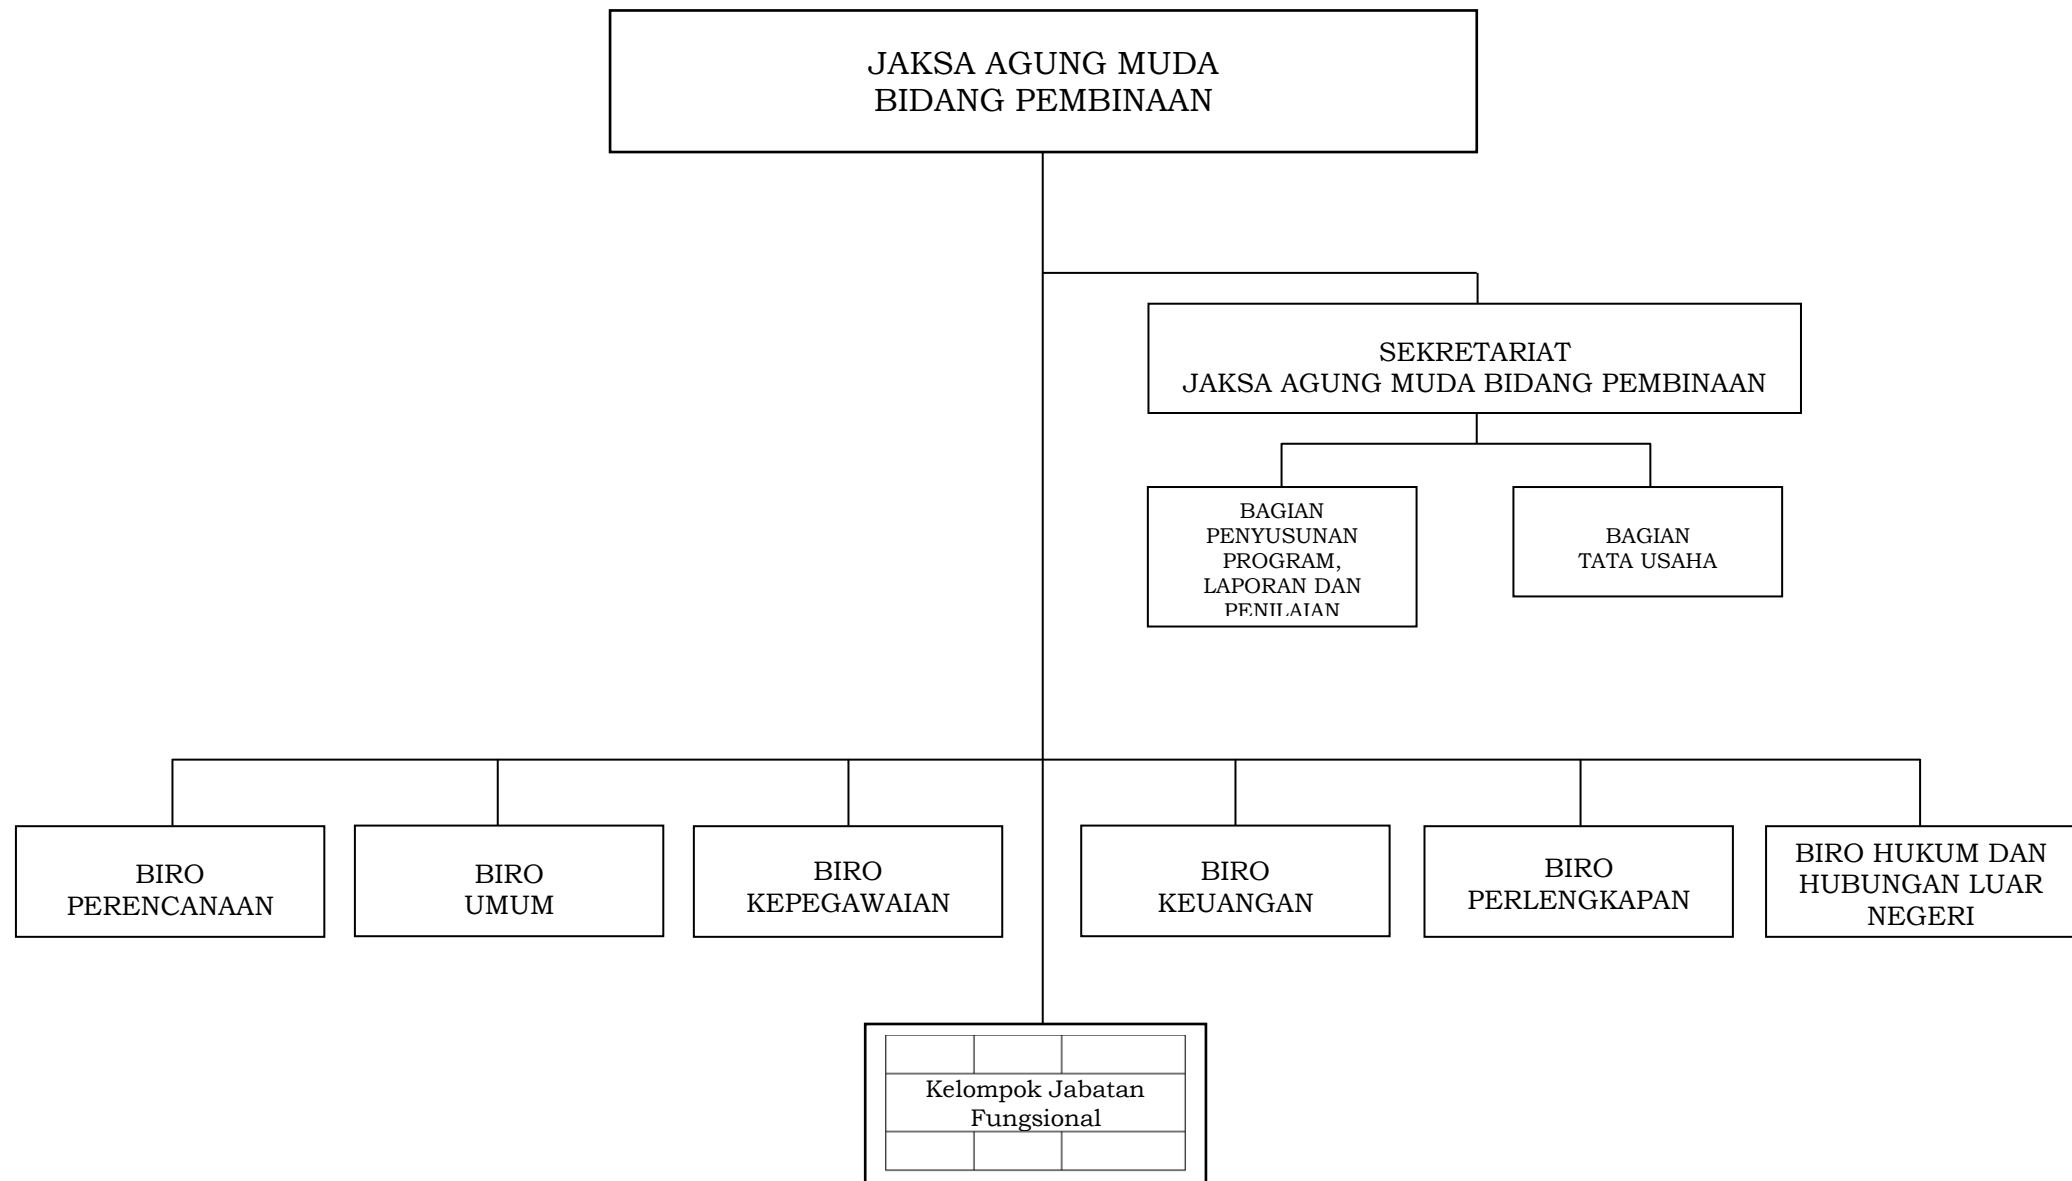 JAKSA AGUNG MUDA
BIDANG PEMBINAAN
SEKRETARIAT
JAKSA AGUNG MUDA BIDANG PEMBINAAN
BAGIAN
PENYUSUNAN
PROGRAM,
LAPORAN DAN
PENILAIAN
BAGIAN
TATA USAHA
BIRO
PERENCANAAN
BIRO
UMUM
BIRO
KEPEGAWAIAN
BIRO
KEUANGAN
BIRO
PERLENGKAPAN
BIRO HUKUM DAN
HUBUNGAN LUAR
NEGERI
Kelompok Jabatan
Fungsional